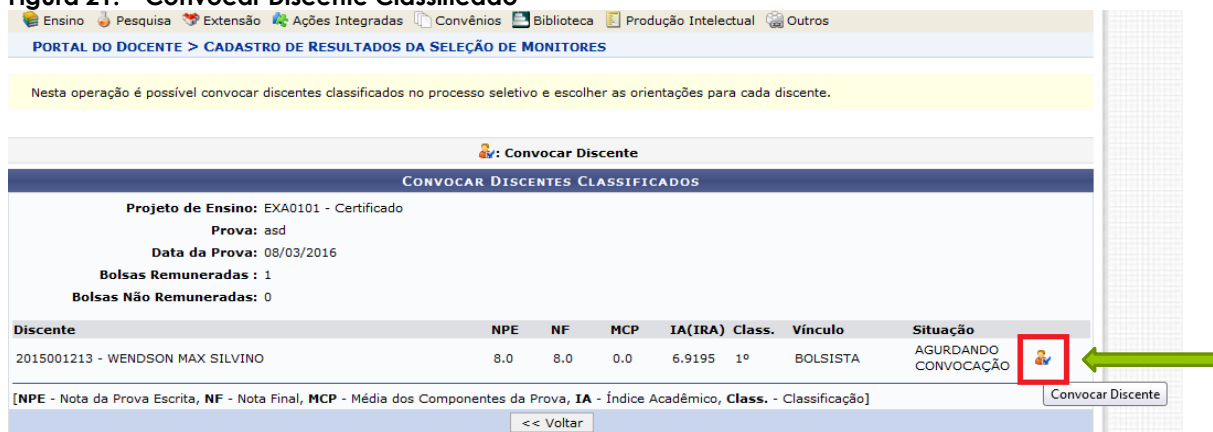 Figura 21: Convocar Discente Classificado
Ensino Pesquisa Extensão Ações Integradas Convênios Biblioteca Produção Intelectual Outros
PORTAL DO DOCENTE > CADASTRO DE RESULTADOS DA SELEÇÃO DE MONITORES
Nesta operação é possível convocar discentes classificados no processo seletivo e escolher as orientações para cada discente.
: Convocar Discente
CONVOCAR DISCENTES CLASSIFICADOS
Projeto de Ensino: EXA0101 - Certificado
Prova: asd
Data da Prova: 08/03/2016
Bolsas Remuneradas : 1
Bolsas Não Remuneradas: 0
Discente NPE NF MCP IA(IRA) Class. Vínculo Situação
2015001213 - WENDSON MAX SILVINO 8.0 8.0 0.0 6.9195 1º BOLSISTA AGURDANDO
CONVOCAÇÃO
Convocar Discente
[NPE - Nota da Prova Escrita, NF - Nota Final, MCP - Média dos Componentes da Prova, IA - Índice Acadêmico, Class. - Classificação]
<< Voltar